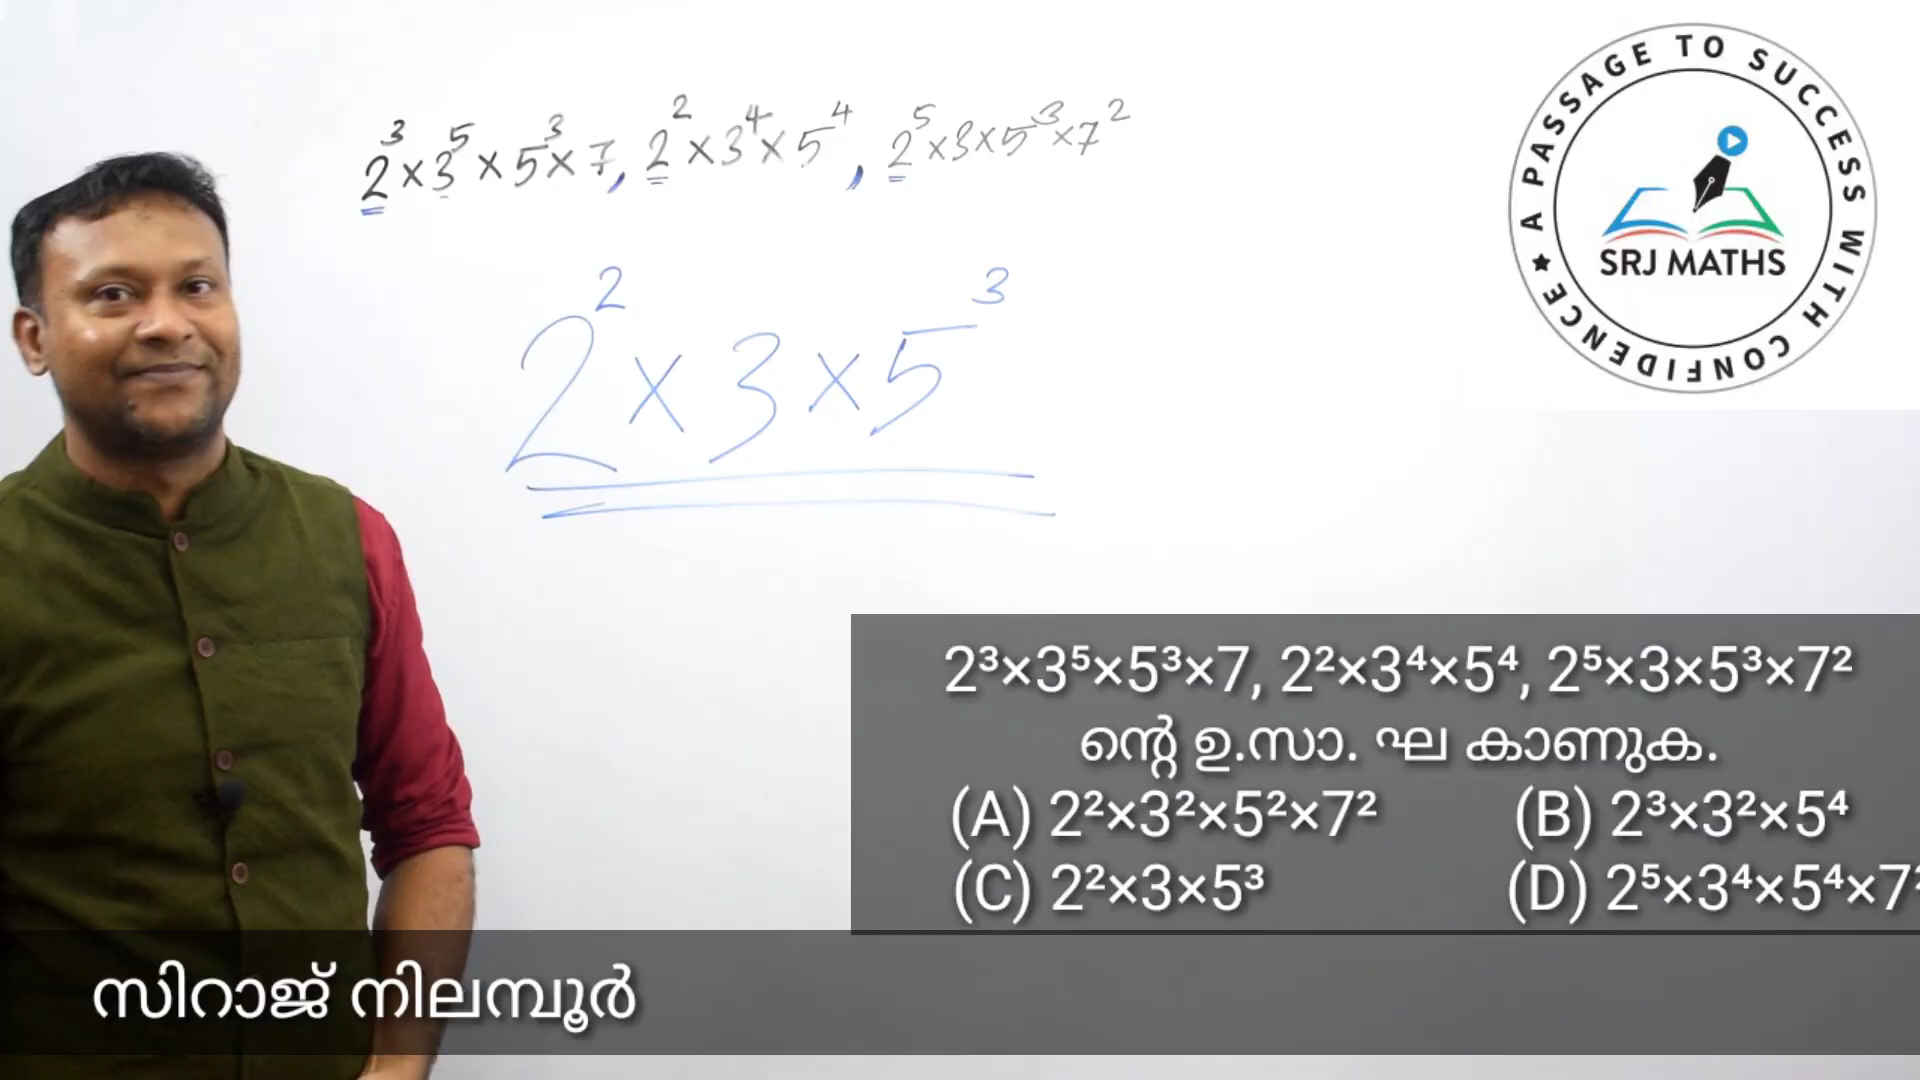 2³×3⁵×5³×7, 2²×3⁴×5⁴, 2⁵×3×5³×7²
2²×3×5³
A PASSAGE TO SUCCESS WITH CONFIDENCE
SRJ MATHS
2³×3⁵×5³×7, 2²×3⁴×5⁴, 2⁵×3×5³×7²
ന്റെ ഉ.സാ. ഘ കാണുക.
(A) 2²×3²×5²×7² (B) 2³×3²×5⁴
(C) 2²×3×5³ (D) 2⁵×3⁴×5⁴×7²
സിറാജ് നിലമ്പൂർ